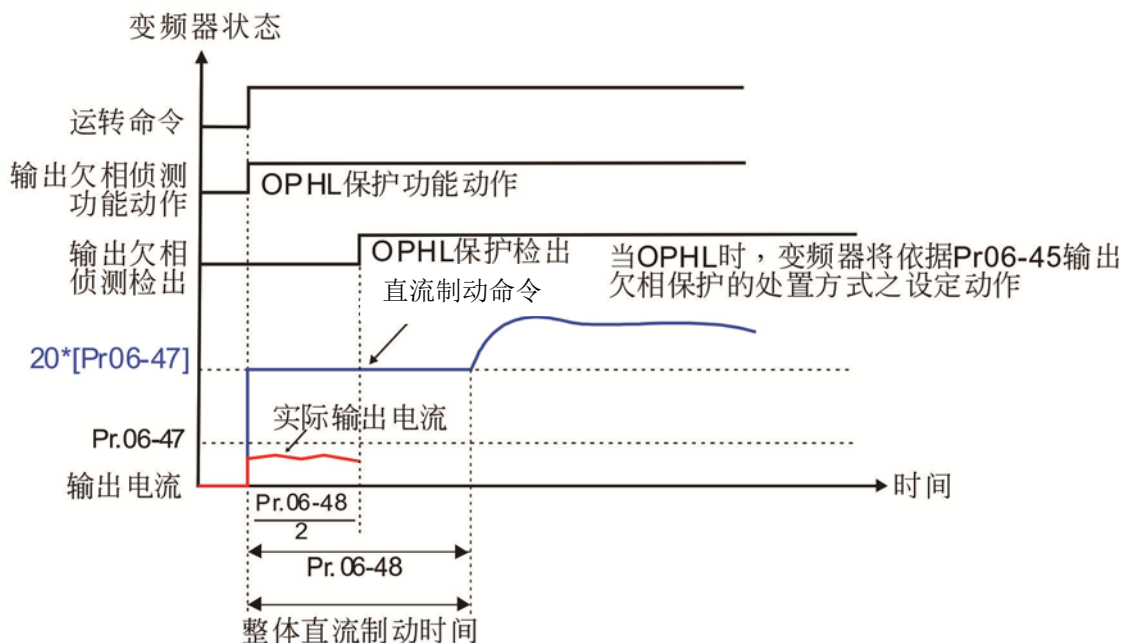 变频器状态
运转命令
输出欠相侦测
功能动作
OPHL保护功能动作
输出欠相
侦测检出
OPHL保护检出
当OPHL时，变频器将依据Pr06-45输出
欠相保护的处置方式之设定动作
直流制动命令
20*[Pr06-47]
实际输出电流
Pr.06-47
输出电流
时间
Pr.06-48
2
Pr.06-48
整体直流制动时间